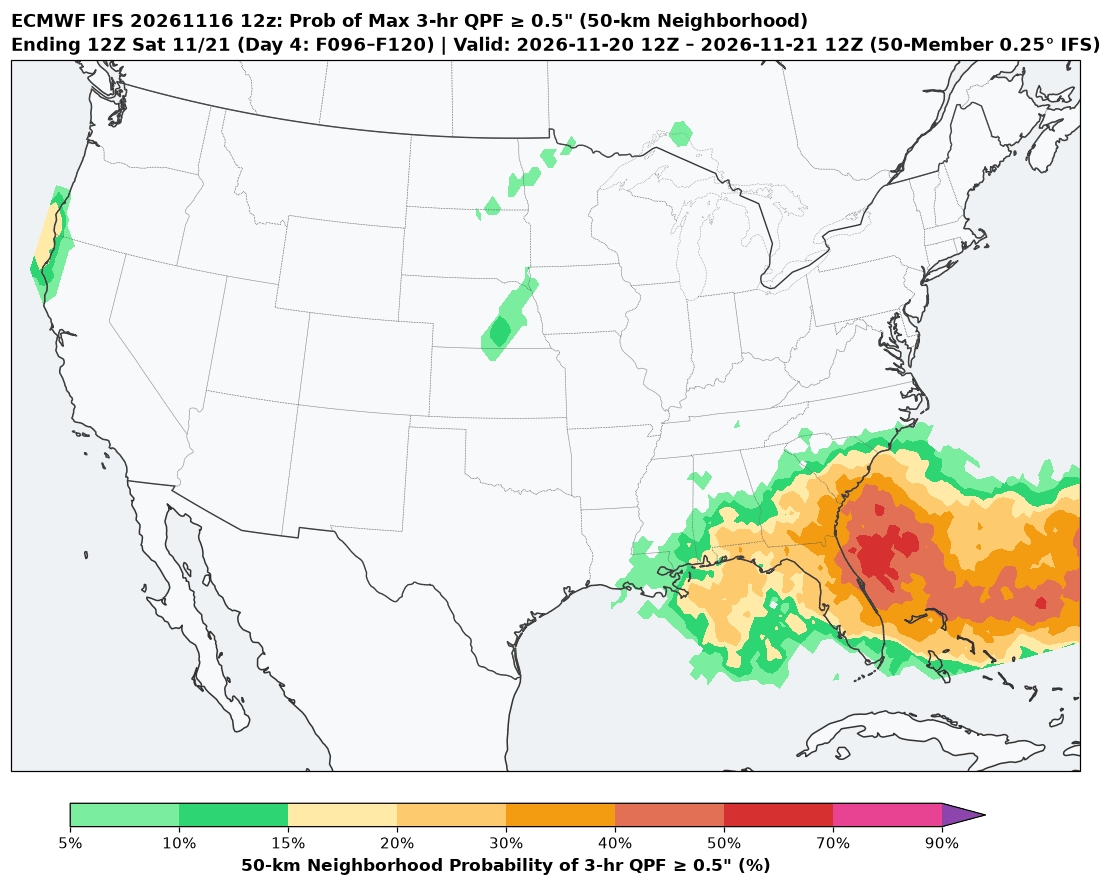 ECMWF IFS 20261116 12z: Prob of Max 3-hr QPF ≥ 0.5" (50-km Neighborhood)
Ending 12Z Sat 11/21 (Day 4: F096–F120) | Valid: 2026-11-20 12Z – 2026-11-21 12Z (50-Member 0.25° IFS)
5% 10% 15% 20% 30% 40% 50% 70% 90%
50-km Neighborhood Probability of 3-hr QPF ≥ 0.5" (%)